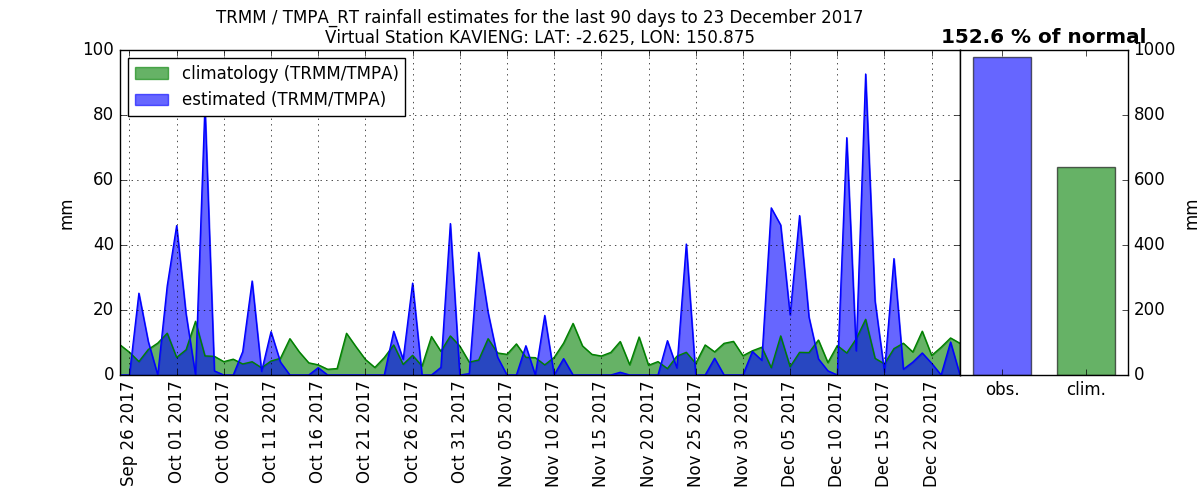 TRMM / TMPA_RT rainfall estimates for the last 90 days to 23 December 2017
Virtual Station KAVIENG: LAT: -2.625, LON: 150.875
152.6 % of normal
climatology (TRMM/TMPA)
estimated (TRMM/TMPA)
100
80
60
40
20
0
mm
1000
800
600
400
200
0
mm
Sep 26 2017
Oct 01 2017
Oct 06 2017
Oct 11 2017
Oct 16 2017
Oct 21 2017
Oct 26 2017
Oct 31 2017
Nov 05 2017
Nov 10 2017
Nov 15 2017
Nov 20 2017
Nov 25 2017
Nov 30 2017
Dec 05 2017
Dec 10 2017
Dec 15 2017
Dec 20 2017
obs.
clim.